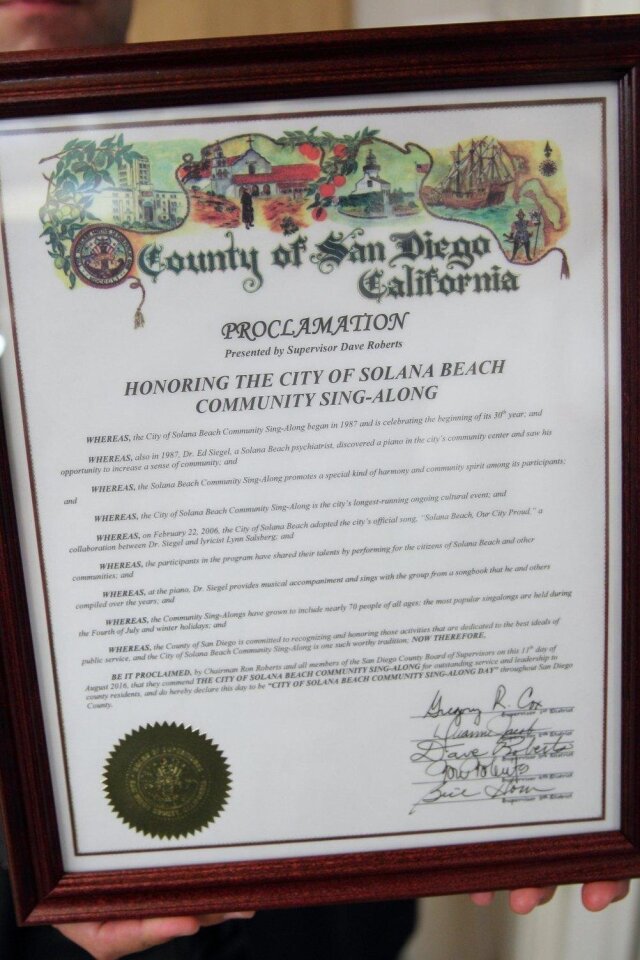 County of San Diego
California
PROCLAMATION
Presented by Supervisor Dave Roberts
HONORING THE CITY OF SOLANA BEACH
COMMUNITY SING-ALONG
WHEREAS, the City of Solana Beach Community Sing-Along began in 1987 and is celebrating the beginning of its 30th year; and
WHEREAS, also in 1987, Dr. Ed Siegel, a Solana Beach psychiatrist, discovered a piano in the city's community center and saw his
opportunity to increase a sense of community; and
WHEREAS, the Solana Beach Community Sing-Along promotes a special kind of harmony and community spirit among its participants;
and
WHEREAS, the City of Solana Beach Community Sing-Along is the city's longest-running ongoing cultural event; and
WHEREAS, on February 22, 2006, the City of Solana Beach adopted the city's official song, "Solana Beach, Our City Proud," a
collaboration between Dr. Siegel and lyricist Lynn Salsberg; and
WHEREAS, the participants in the program have shared their talents by performing for the citizens of Solana Beach and other
communities; and
WHEREAS, at the piano, Dr. Siegel provides musical accompaniment and sings with the group from a songbook that he and others
compiled over the years; and
WHEREAS, the Community Sing-Alongs have grown to include nearly 70 people of all ages; the most popular singalongs are held during
the Fourth of July and winter holidays; and
WHEREAS, the County of San Diego is committed to recognizing and honoring those activities that are dedicated to the best ideals of
public service, and the City of Solana Beach Community Sing-Along is one such worthy tradition; NOW THEREFORE,
BE IT PROCLAIMED, by Chairman Ron Roberts and all members of the San Diego County Board of Supervisors on this 11th day of
August 2016, that they commend THE CITY OF SOLANA BEACH COMMUNITY SING-ALONG for outstanding service and leadership to
county residents, and do hereby declare this day to be "CITY OF SOLANA BEACH COMMUNITY SING-ALONG DAY" throughout San Diego
County.
Gregory R. Cox
Supervisor 1st District
Dianne Jacob
Dave Roberts
Ron Roberts
Supervisor 4th District
Bill Horn
Supervisor 5th District